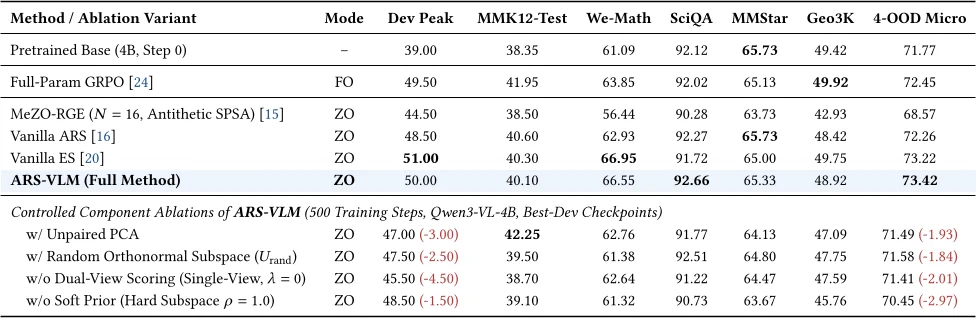 Method / Ablation Variant Mode Dev Peak MMK12-Test We-Math SciQA MMStar Geo3K 4-OOD Micro
Pretrained Base (4B, Step 0) – 39.00 38.35 61.09 92.12 65.73 49.42 71.77
Full-Param GRPO [24] FO 49.50 41.95 63.85 92.02 65.13 49.92 72.45
MeZO-RGE (N = 16, Antithetic SPSA) [15] ZO 44.50 38.50 56.44 90.28 63.73 42.93 68.57
Vanilla ARS [16] ZO 48.50 40.60 62.93 92.27 65.73 48.42 72.26
Vanilla ES [20] ZO 51.00 40.30 66.95 91.72 65.00 49.75 73.22
ARS-VLM (Full Method) ZO 50.00 40.10 66.55 92.66 65.33 48.92 73.42
Controlled Component Ablations of ARS-VLM (500 Training Steps, Qwen3-VL-4B, Best-Dev Checkpoints)
w/ Unpaired PCA ZO 47.00 (-3.00) 42.25 62.76 91.77 64.13 47.09 71.49 (-1.93)
w/ Random Orthonormal Subspace (Urand) ZO 47.50 (-2.50) 39.50 61.38 92.51 64.80 47.75 71.58 (-1.84)
w/o Dual-View Scoring (Single-View, λ = 0) ZO 45.50 (-4.50) 38.70 62.64 91.22 64.47 47.59 71.41 (-2.01)
w/o Soft Prior (Hard Subspace ρ = 1.0) ZO 48.50 (-1.50) 39.10 61.32 90.73 63.67 45.76 70.45 (-2.97)